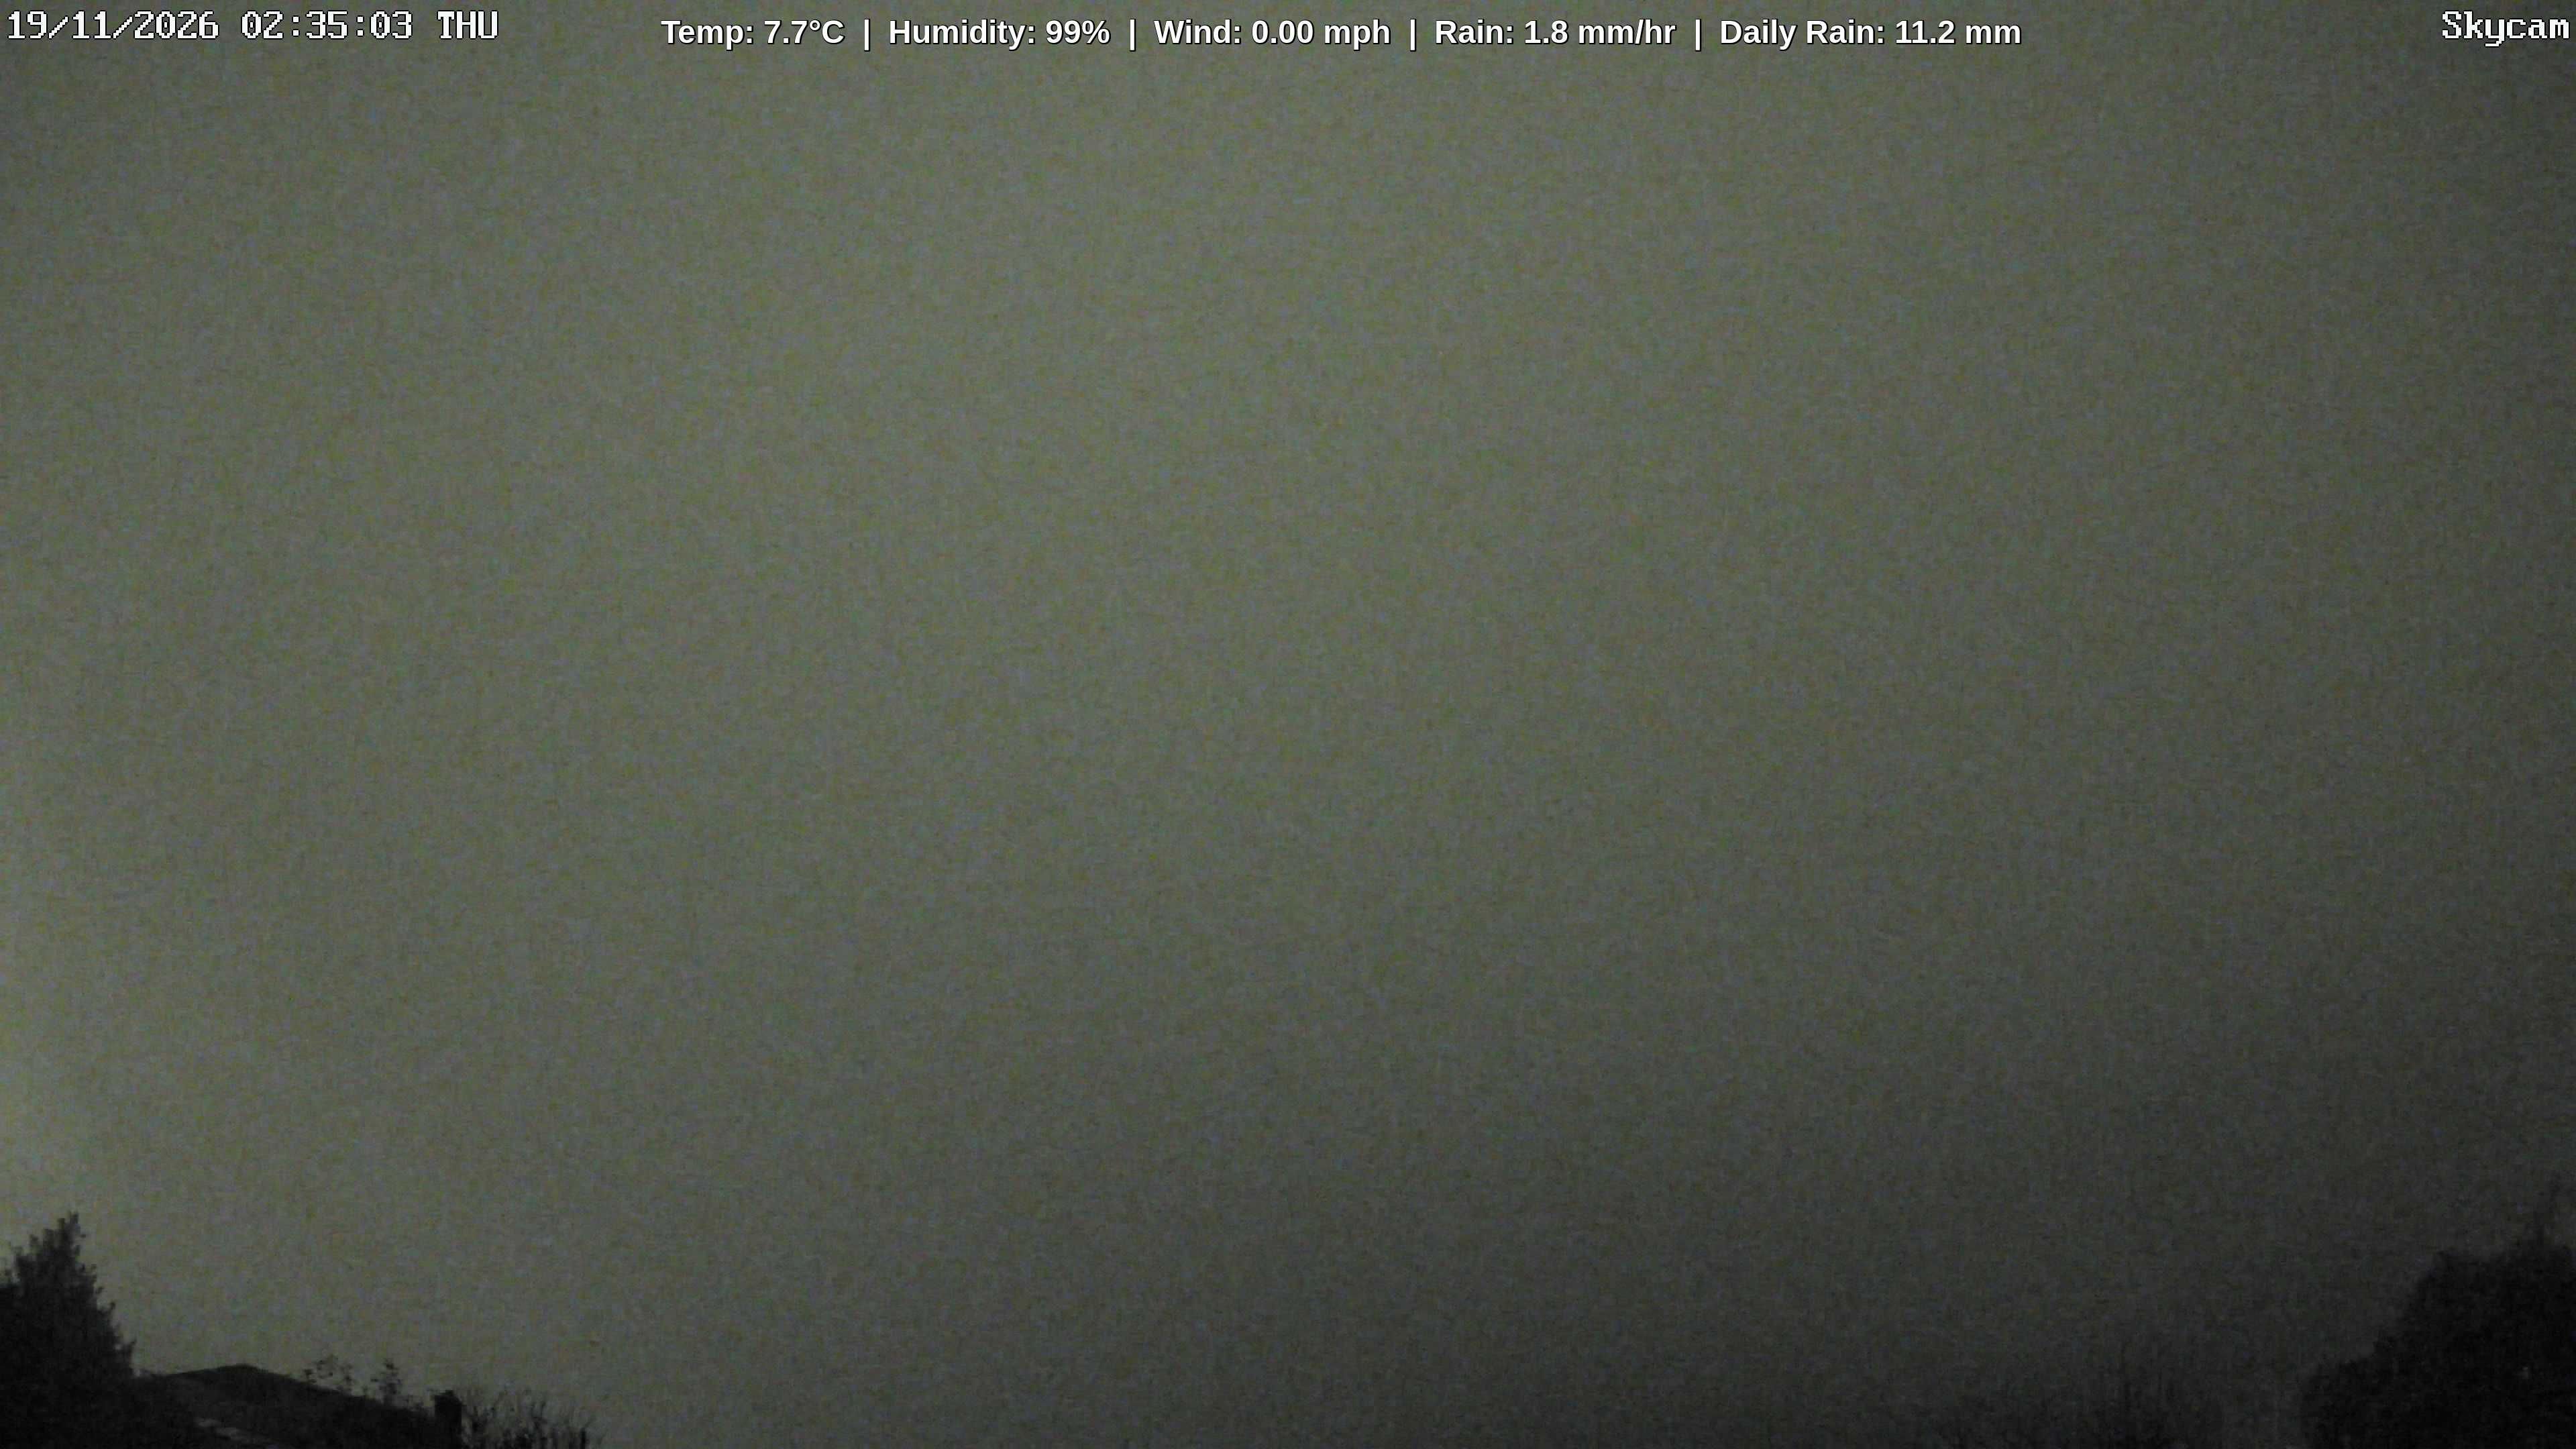 19/11/2026 02:35:03 THU
Temp: 7.7°C | Humidity: 99% | Wind: 0.00 mph | Rain: 1.8 mm/hr | Daily Rain: 11.2 mm
Skycam